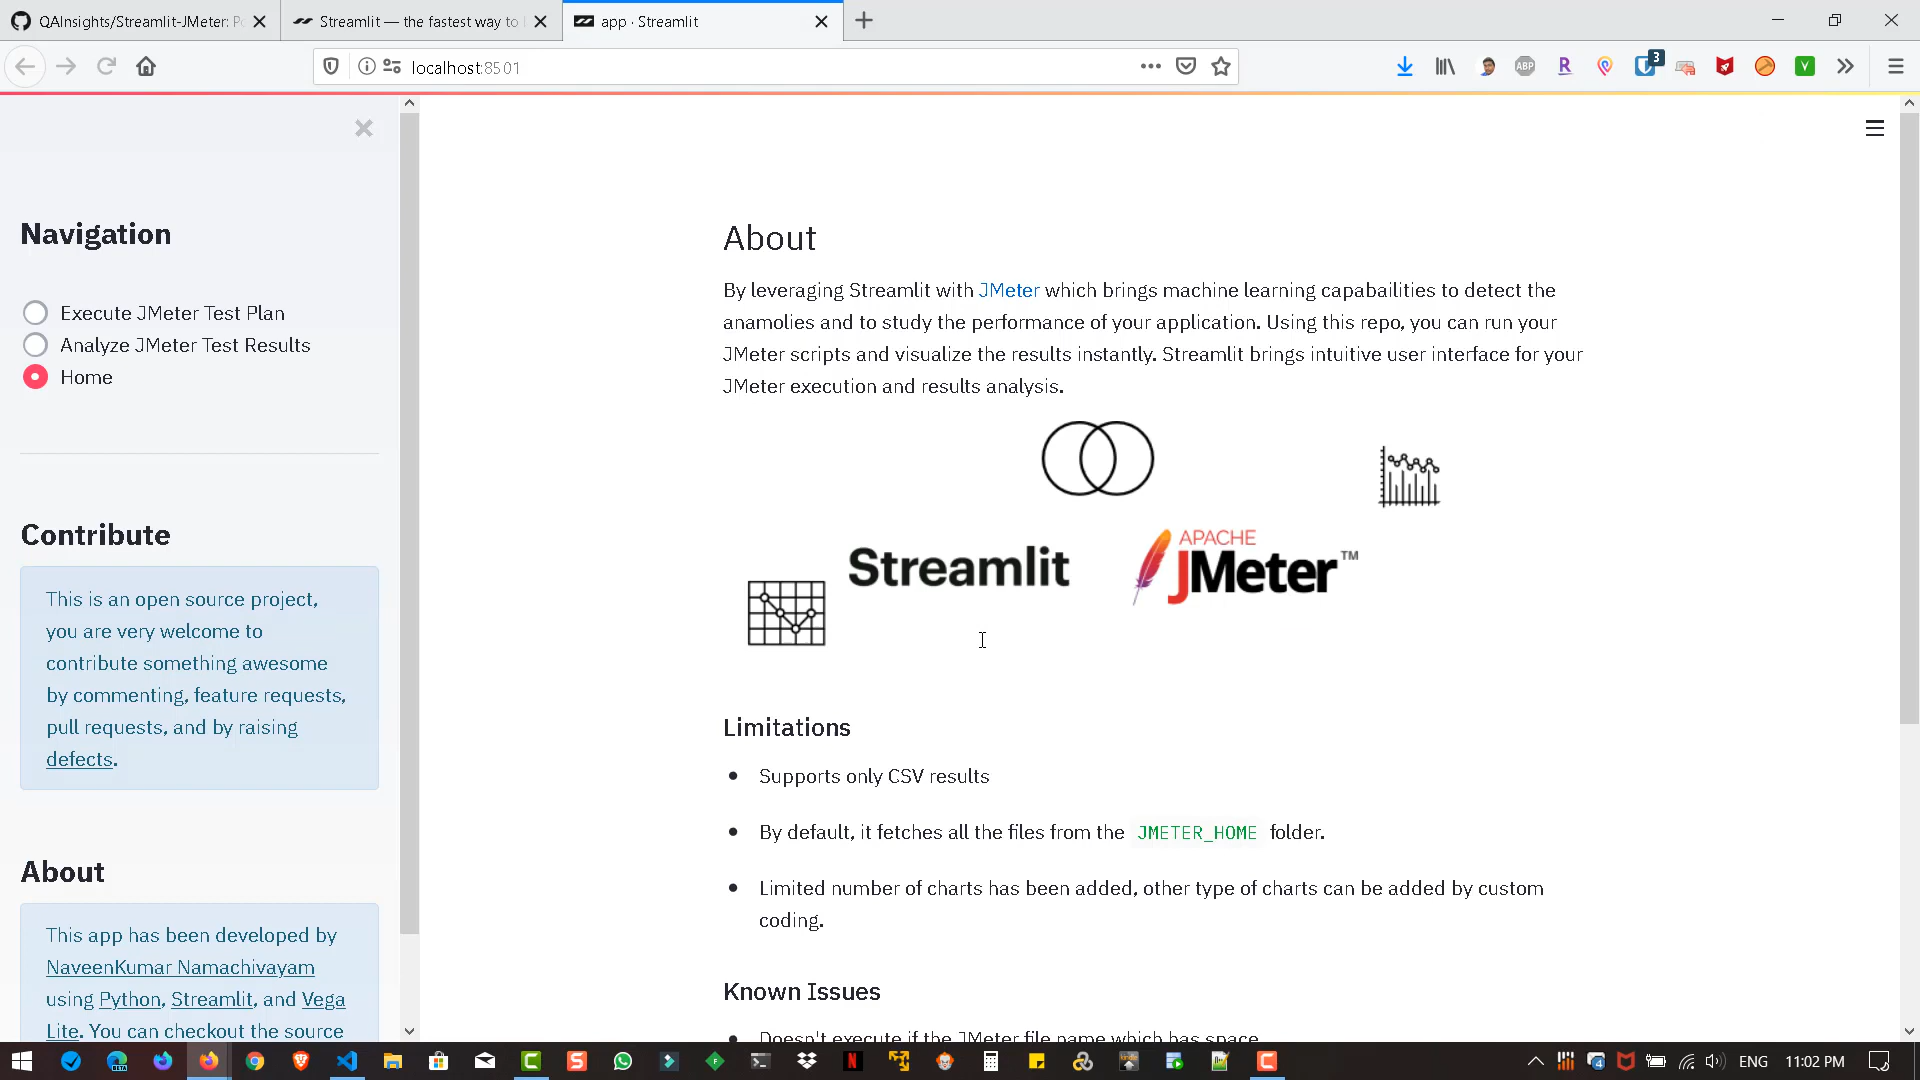 QAInsights/Streamlit-JMeter: Po
Streamlit — the fastest way to
app · Streamlit
localhost:8501
ABP
R
3
V
Navigation
Execute JMeter Test Plan
Analyze JMeter Test Results
Home
Contribute
This is an open source project,
you are very welcome to
contribute something awesome
by commenting, feature requests,
pull requests, and by raising
defects.
About
This app has been developed by
NaveenKumar Namachivayam
using Python, Streamlit, and Vega
Lite. You can checkout the source
About
By leveraging Streamlit with JMeter which brings machine learning capabailities to detect the
anamolies and to study the performance of your application. Using this repo, you can run your
JMeter scripts and visualize the results instantly. Streamlit brings intuitive user interface for your
JMeter execution and results analysis.
Streamlit
APACHE
JMeter™
Limitations
Supports only CSV results
By default, it fetches all the files from the JMETER_HOME folder.
Limited number of charts has been added, other type of charts can be added by custom
coding.
Known Issues
Doesn't execute if the JMeter file name which has space
ENG
11:02 PM